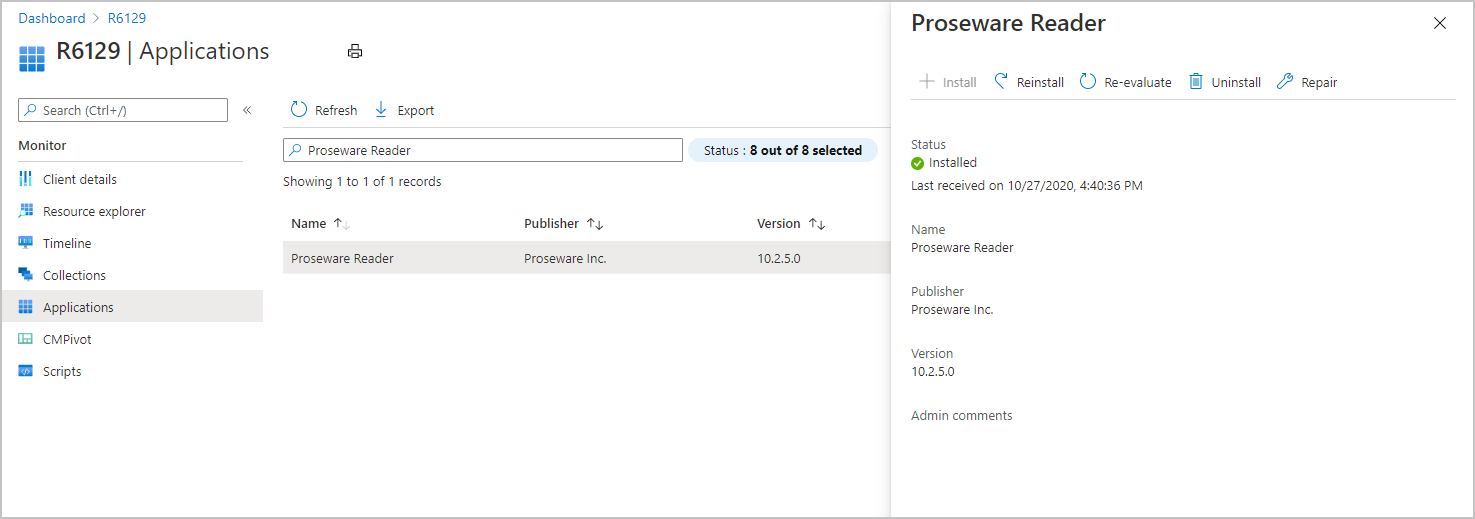 Dashboard > R6129
R6129 | Applications
Search (Ctrl+/)
«
Monitor
Client details
Resource explorer
Timeline
Collections
Applications
CMPivot
Scripts
Refresh Export
Proseware Reader Status : 8 out of 8 selected
Showing 1 to 1 of 1 records
Name ↑↓ Publisher ↑↓ Version ↑↓
Proseware Reader Proseware Inc. 10.2.5.0
Proseware Reader
Install Reinstall Re-evaluate Uninstall Repair
Status
Installed
Last received on 10/27/2020, 4:40:36 PM
Name
Proseware Reader
Publisher
Proseware Inc.
Version
10.2.5.0
Admin comments